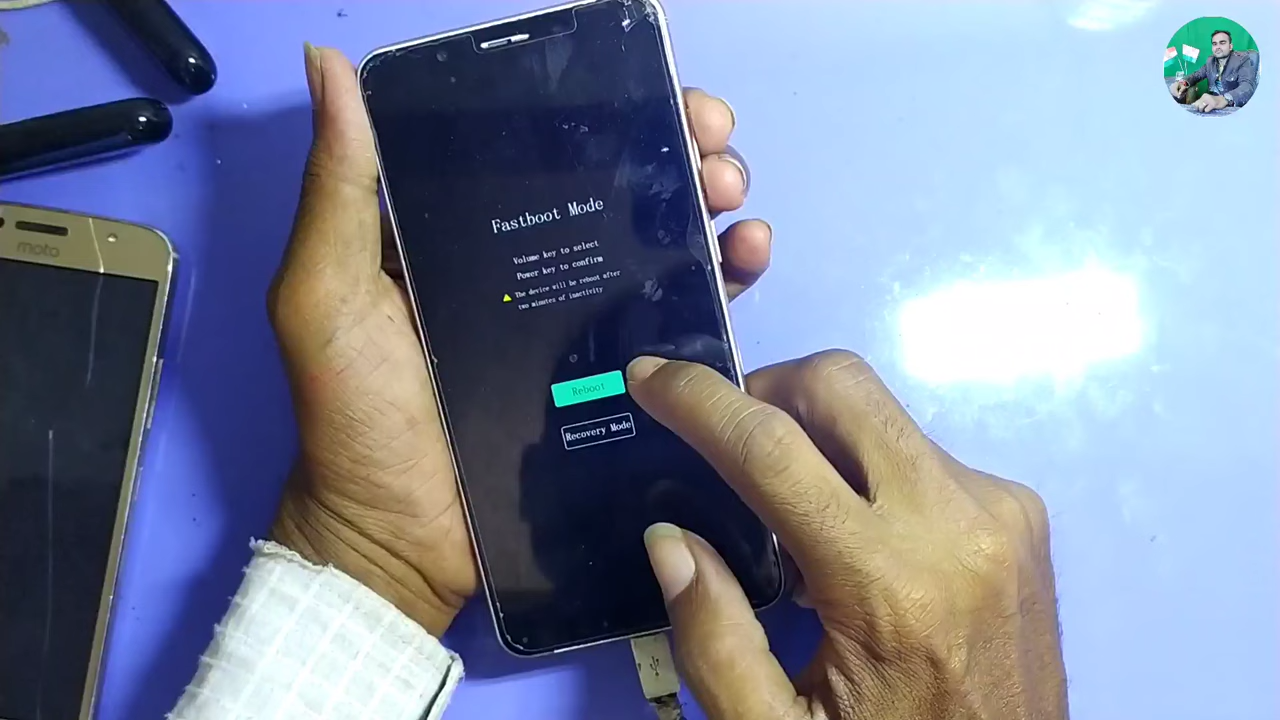 moto
Fastboot Mode
Volume key to select
Power key to confirm
The device will be reboot after
two minutes of inactivity
Reboot
Recovery Mode